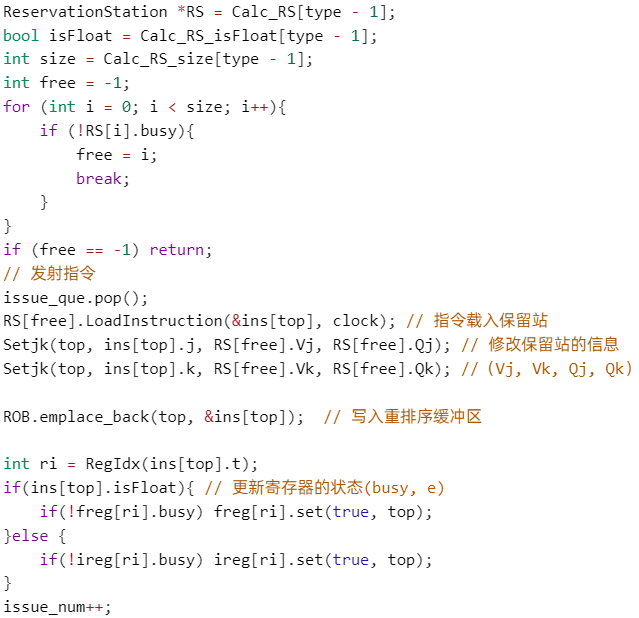 ReservationStation *RS = Calc_RS[type - 1];
bool isFloat = Calc_RS_isFloat[type - 1];
int size = Calc_RS_size[type - 1];
int free = -1;
for (int i = 0; i < size; i++){
    if (!RS[i].busy){
        free = i;
        break;
    }
}
if (free == -1) return;
// 发射指令
issue_que.pop();
RS[free].LoadInstruction(&ins[top], clock); // 指令载入保留站
Setjk(top, ins[top].j, RS[free].Vj, RS[free].Qj); // 修改保留站的信息
Setjk(top, ins[top].k, RS[free].Vk, RS[free].Qk); // (Vj, Vk, Qj, Qk)

ROB.emplace_back(top, &ins[top]);  // 写入重排序缓冲区

int ri = RegIdx(ins[top].t);
if(ins[top].isFloat){ // 更新寄存器的状态(busy, e)
    if(!freg[ri].busy) freg[ri].set(true, top);
}else {
    if(!ireg[ri].busy) ireg[ri].set(true, top);
}
issue_num++;